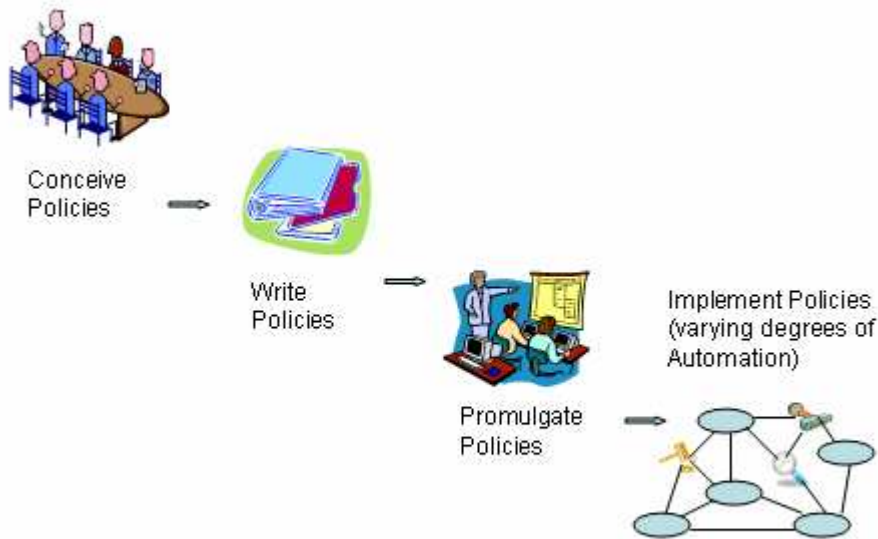 Conceive
Policies
Write
Policies
Promulgate
Policies
Implement Policies
(varying degrees of
Automation)